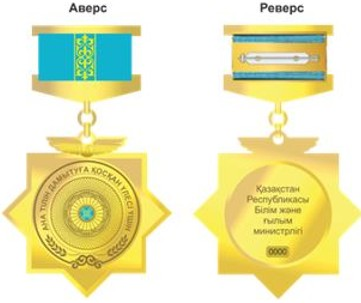 Аверс
Реверс
АНА ТІЛІН ДАМЫТУҒА ҚОСҚАН ҮЛЕСІ ҮШІН
Қазақстан
Республикасы
Білім және
ғылым
министрлігі
0000